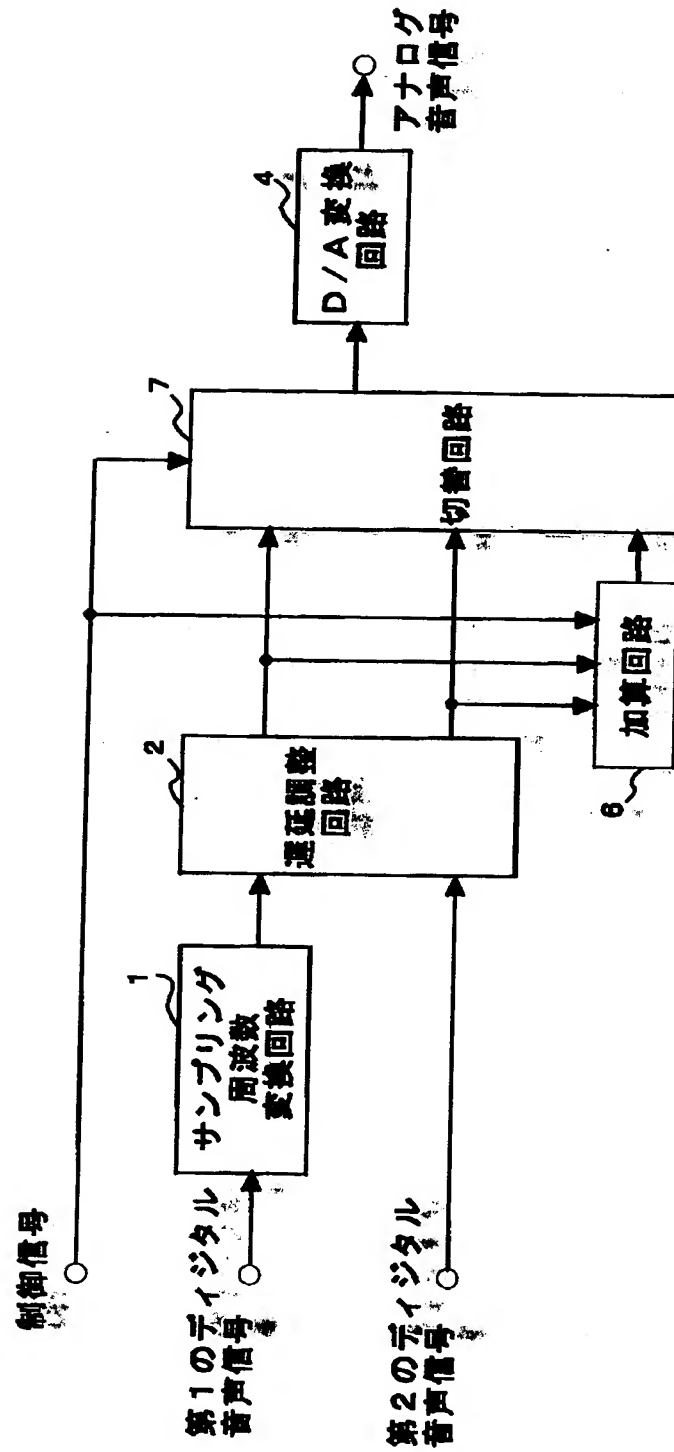 制御信号
第1のディジタル
音声信号
第2のディジタル
音声信号
1
サンプリング
周波数
変換回路
2
遅延調整
回路
6
加算回路
7
切替回路
4
D/A変換
回路
アナログ
音声信号